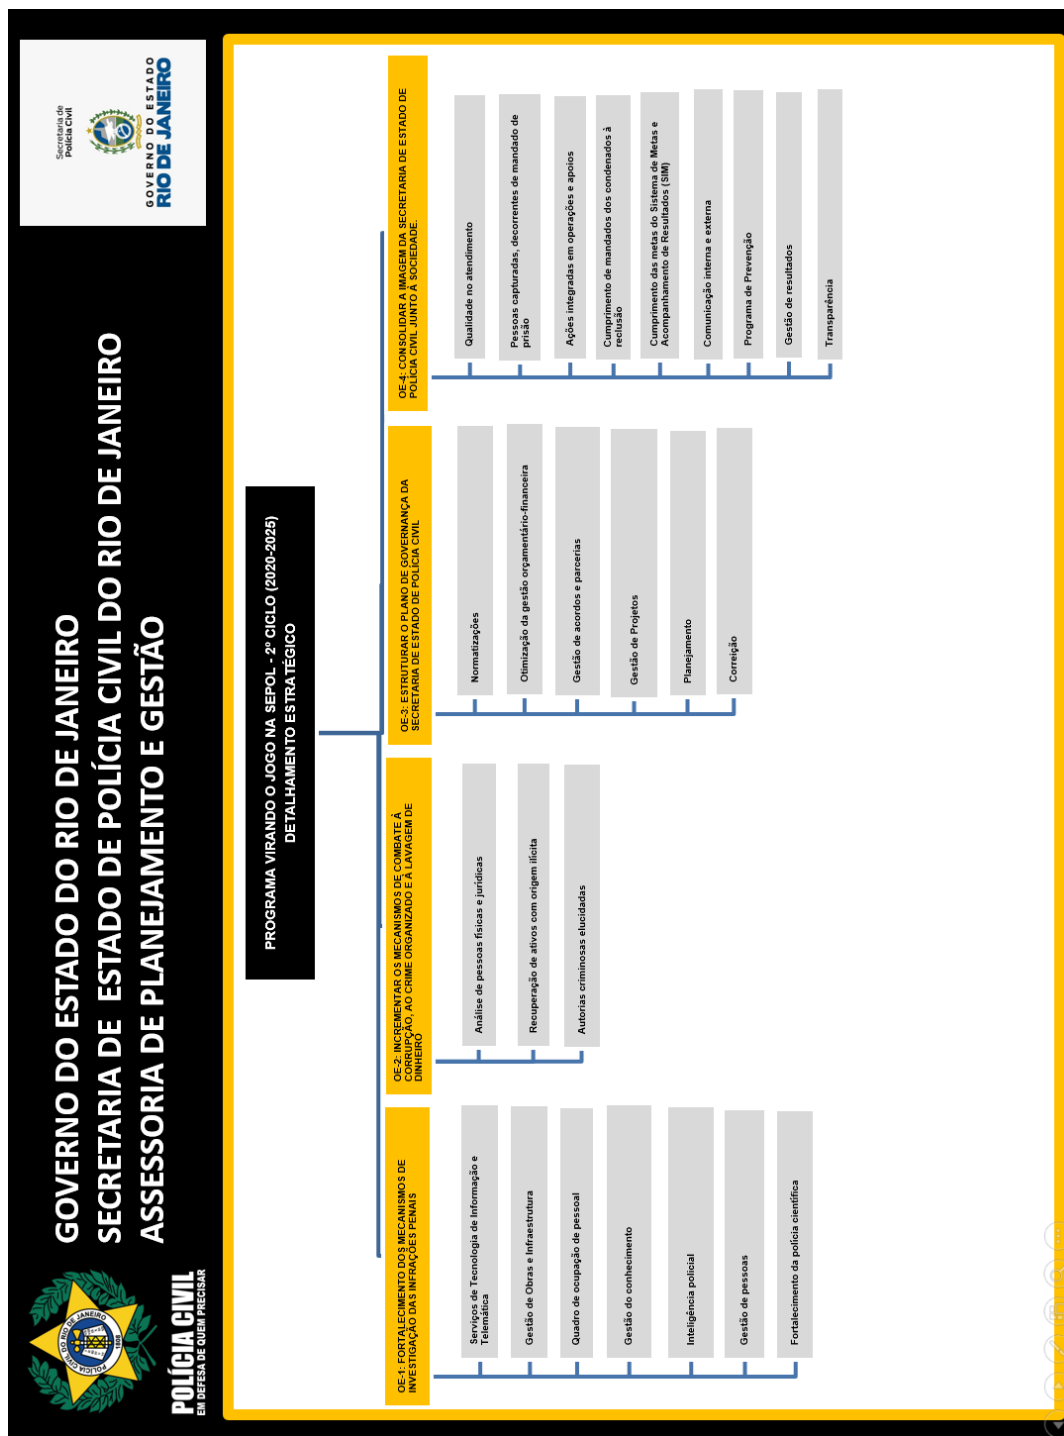 GOVERNO DO ESTADO DO RIO DE JANEIRO
SECRETARIA DE ESTADO DE POLÍCIA CIVIL DO RIO DE JANEIRO
ASSESSORIA DE PLANEJAMENTO E GESTÃO
POLÍCIA CIVIL DO RIO DE JANEIRO
1808
POLÍCIA CIVIL
EM DEFESA DE QUEM PRECISAR
Secretaria de
Polícia Civil
GOVERNO DO ESTADO
RIO DE JANEIRO
PROGRAMA VIRANDO O JOGO NA SEPOL - 2º CICLO (2020-2025)
DETALHAMENTO ESTRATÉGICO
OE-1: FORTALECIMENTO DOS MECANISMOS DE
INVESTIGAÇÃO DAS INFRAÇÕES PENAIS
Serviços de Tecnologia de Informação e
Telemática
Gestão de Obras e Infraestrutura
Quadro de ocupação de pessoal
Gestão do conhecimento
Inteligência policial
Gestão de pessoas
Fortalecimento da polícia científica
OE-2: INCREMENTAR OS MECANISMOS DE COMBATE À
CORRUPÇÃO, AO CRIME ORGANIZADO E À LAVAGEM DE
DINHEIRO
Análise de pessoas físicas e jurídicas
Recuperação de ativos com origem ilícita
Autorias criminosas elucidadas
OE-3: ESTRUTURAR O PLANO DE GOVERNANÇA DA
SECRETARIA DE ESTADO DE POLÍCIA CIVIL
Normatizações
Otimização da gestão orçamentário-financeira
Gestão de acordos e parcerias
Gestão de Projetos
Planejamento
Correição
OE-4: CONSOLIDAR A IMAGEM DA SECRETARIA DE ESTADO DE
POLÍCIA CIVIL JUNTO À SOCIEDADE.
Qualidade no atendimento
Pessoas capturadas, decorrentes de mandado de
prisão
Ações integradas em operações e apoios
Cumprimento de mandados dos condenados à
reclusão
Cumprimento das metas do Sistema de Metas e
Acompanhamento de Resultados (SIM)
Comunicação interna e externa
Programa de Prevenção
Gestão de resultados
Transparência